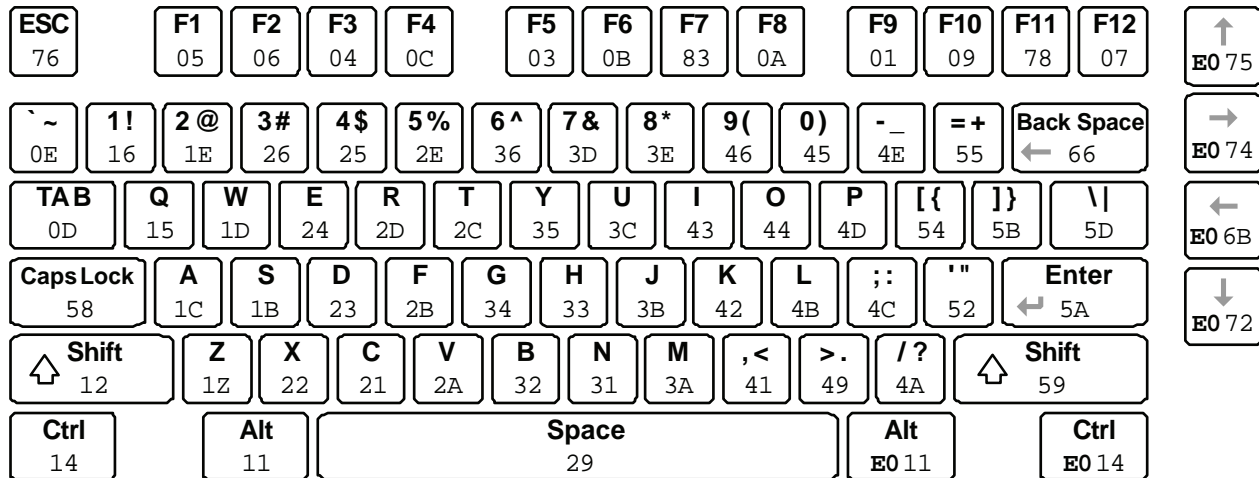 ESC F1 F2 F3 F4 F5 F6 F7 F8 F9 F10 F11 F12 ↑
76 05 06 04 0C 03 0B 83 0A 01 09 78 07 E0 75
` ~ 1 ! 2 @ 3 # 4 $ 5 % 6 ^ 7 & 8 * 9 ( 0 ) - _ = + Back Space →
0E 16 1E 26 25 2E 36 3D 3E 46 45 4E 55 ← 66 E0 74
TAB Q W E R T Y U I O P [ { ] } \ | ←
0D 15 1D 24 2D 2C 35 3C 43 44 4D 54 5B 5D E0 6B
Caps Lock A S D F G H J K L ; : ' " Enter ↓
58 1C 1B 23 2B 34 33 3B 42 4B 4C 52 ↵ 5A E0 72
⇧ Shift Z X C V B N M , < > . / ? ⇧ Shift
12 1Z 22 21 2A 32 31 3A 41 49 4A 59
Ctrl Alt Space Alt Ctrl
14 11 29 E0 11 E0 14